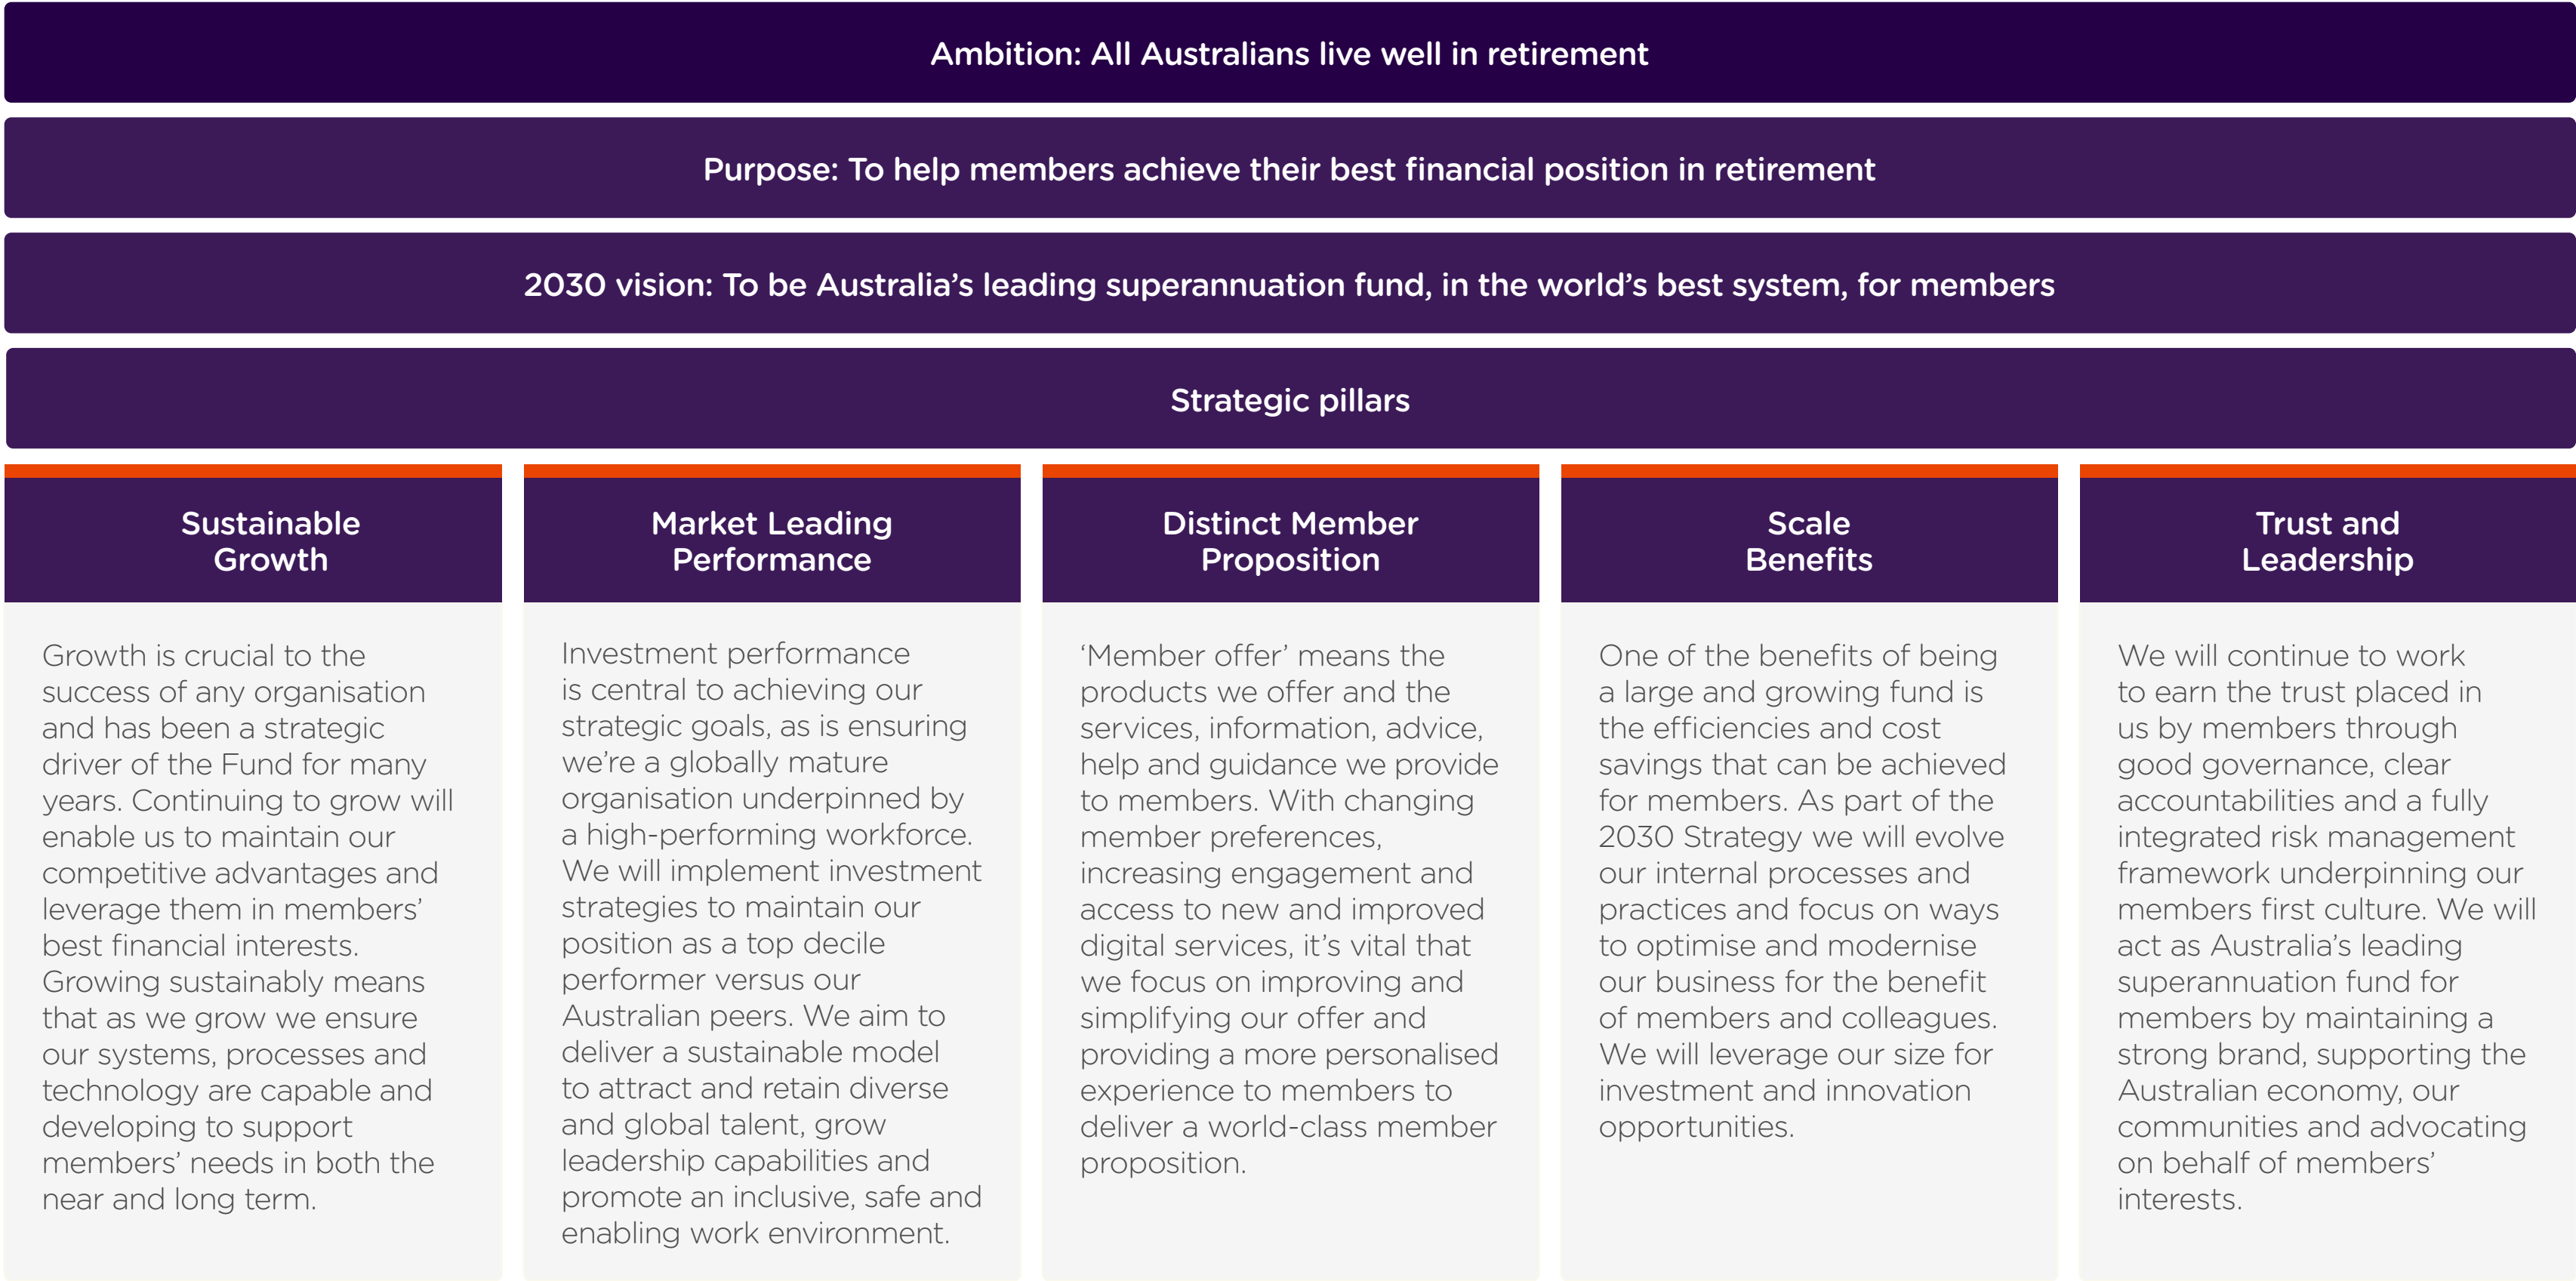 Ambition: All Australians live well in retirement
Purpose: To help members achieve their best financial position in retirement
2030 vision: To be Australia’s leading superannuation fund, in the world’s best system, for members
Strategic pillars
Sustainable
Growth
Growth is crucial to the
success of any organisation
and has been a strategic
driver of the Fund for many
years. Continuing to grow will
enable us to maintain our
competitive advantages and
leverage them in members’
best financial interests.
Growing sustainably means
that as we grow we ensure
our systems, processes and
technology are capable and
developing to support
members’ needs in both the
near and long term.
Market Leading
Performance
Investment performance
is central to achieving our
strategic goals, as is ensuring
we’re a globally mature
organisation underpinned by
a high-performing workforce.
We will implement investment
strategies to maintain our
position as a top decile
performer versus our
Australian peers. We aim to
deliver a sustainable model
to attract and retain diverse
and global talent, grow
leadership capabilities and
promote an inclusive, safe and
enabling work environment.
Distinct Member
Proposition
‘Member offer’ means the
products we offer and the
services, information, advice,
help and guidance we provide
to members. With changing
member preferences,
increasing engagement and
access to new and improved
digital services, it’s vital that
we focus on improving and
simplifying our offer and
providing a more personalised
experience to members to
deliver a world-class member
proposition.
Scale
Benefits
One of the benefits of being
a large and growing fund is
the efficiencies and cost
savings that can be achieved
for members. As part of the
2030 Strategy we will evolve
our internal processes and
practices and focus on ways
to optimise and modernise
our business for the benefit
of members and colleagues.
We will leverage our size for
investment and innovation
opportunities.
Trust and
Leadership
We will continue to work
to earn the trust placed in
us by members through
good governance, clear
accountabilities and a fully
integrated risk management
framework underpinning our
members first culture. We will
act as Australia’s leading
superannuation fund for
members by maintaining a
strong brand, supporting the
Australian economy, our
communities and advocating
on behalf of members’
interests.